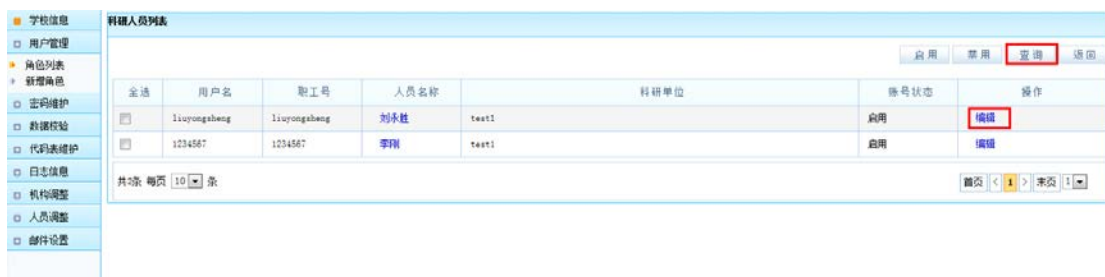 学校信息
用户管理
角色列表
新增角色
密码维护
数据校验
代码表维护
日志信息
机构调整
人员调整
邮件设置
科研人员列表
启用 禁用 查询 返回
全选 用户名 职工号 人员名称 科研单位 账号状态 操作
liuyongsheng liuyongsheng 刘永胜 test1 启用 编辑
1234567 1234567 李刚 test1 启用 编辑
共2条 每页 10 条
首页 < 1 > 末页 1